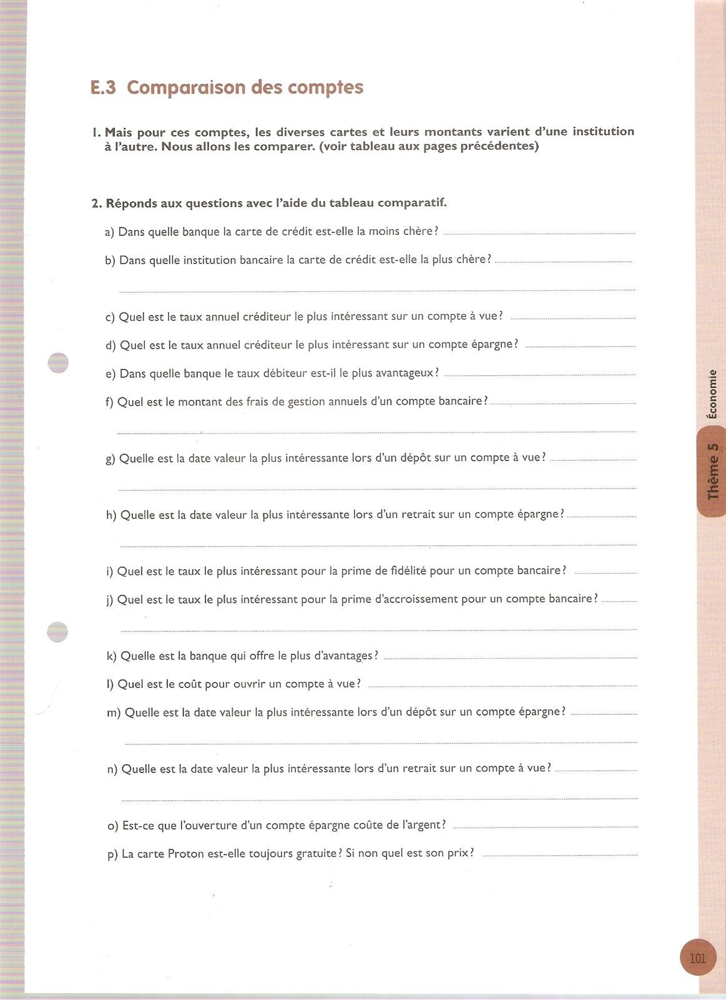 E.3 Comparaison des comptes
1. Mais pour ces comptes, les diverses cartes et leurs montants varient d'une institution
à l'autre. Nous allons les comparer. (voir tableau aux pages précédentes)
2. Réponds aux questions avec l'aide du tableau comparatif.
a) Dans quelle banque la carte de crédit est-elle la moins chère ?
b) Dans quelle institution bancaire la carte de crédit est-elle la plus chère ?
c) Quel est le taux annuel créditeur le plus intéressant sur un compte à vue ?
d) Quel est le taux annuel créditeur le plus intéressant sur un compte épargne ?
e) Dans quelle banque le taux débiteur est-il le plus avantageux ?
f) Quel est le montant des frais de gestion annuels d'un compte bancaire ?
g) Quelle est la date valeur la plus intéressante lors d'un dépôt sur un compte à vue ?
h) Quelle est la date valeur la plus intéressante lors d'un retrait sur un compte épargne ?
i) Quel est le taux le plus intéressant pour la prime de fidélité pour un compte bancaire ?
j) Quel est le taux le plus intéressant pour la prime d'accroissement pour un compte bancaire ?
k) Quelle est la banque qui offre le plus d'avantages ?
l) Quel est le coût pour ouvrir un compte à vue ?
m) Quelle est la date valeur la plus intéressante lors d'un dépôt sur un compte épargne ?
n) Quelle est la date valeur la plus intéressante lors d'un retrait sur un compte à vue ?
o) Est-ce que l'ouverture d'un compte épargne coûte de l'argent ?
p) La carte Proton est-elle toujours gratuite ? Si non quel est son prix ?
Thème 5 Économie
101